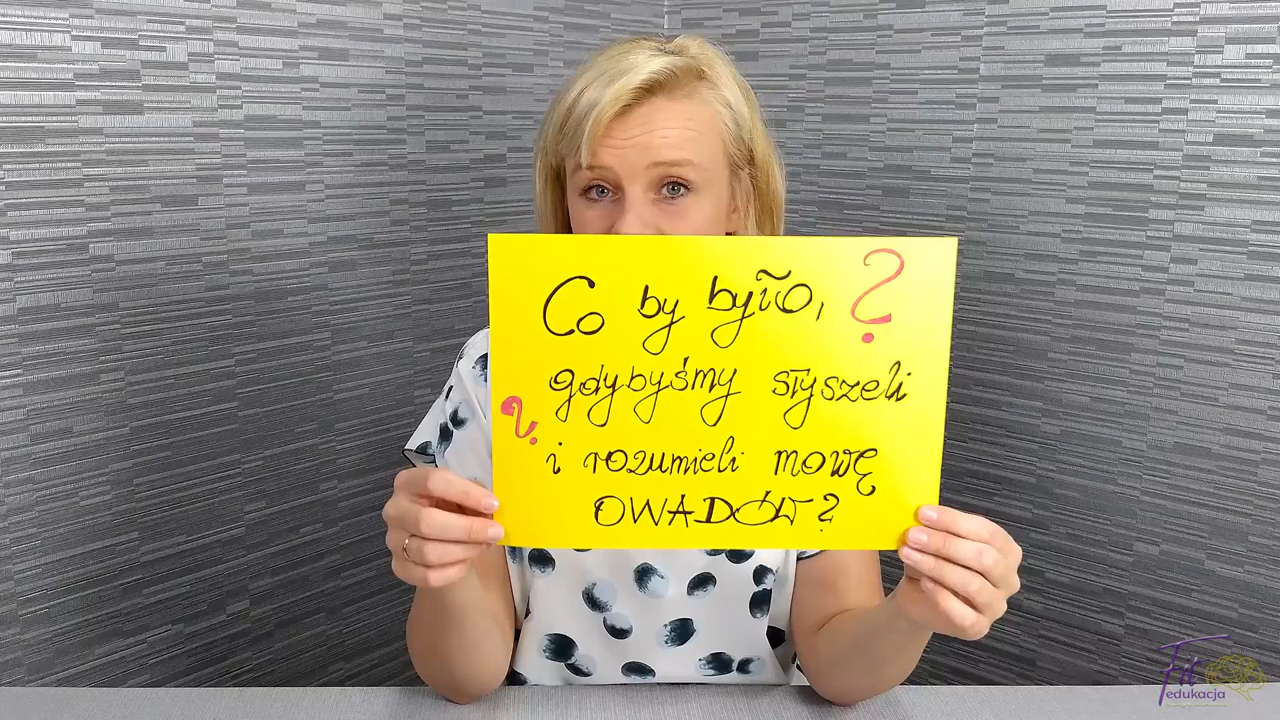 Co by było, ?
gdybyśmy słyszeli
?
i rozumieli mowę
OWADÓW?
Fit
edukacja